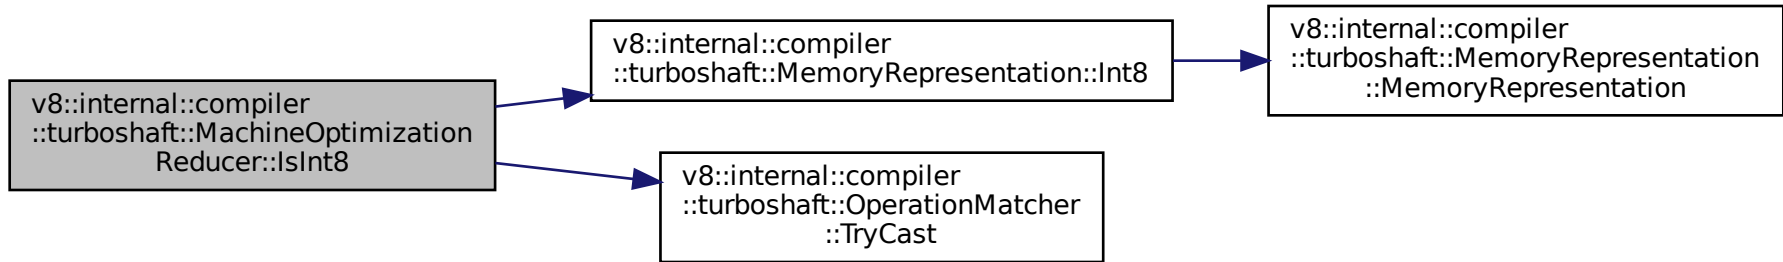 v8::internal::compiler
::turboshaft::MachineOptimization
Reducer::IsInt8
v8::internal::compiler
::turboshaft::MemoryRepresentation::Int8
v8::internal::compiler
::turboshaft::MemoryRepresentation
::MemoryRepresentation
v8::internal::compiler
::turboshaft::OperationMatcher
::TryCast